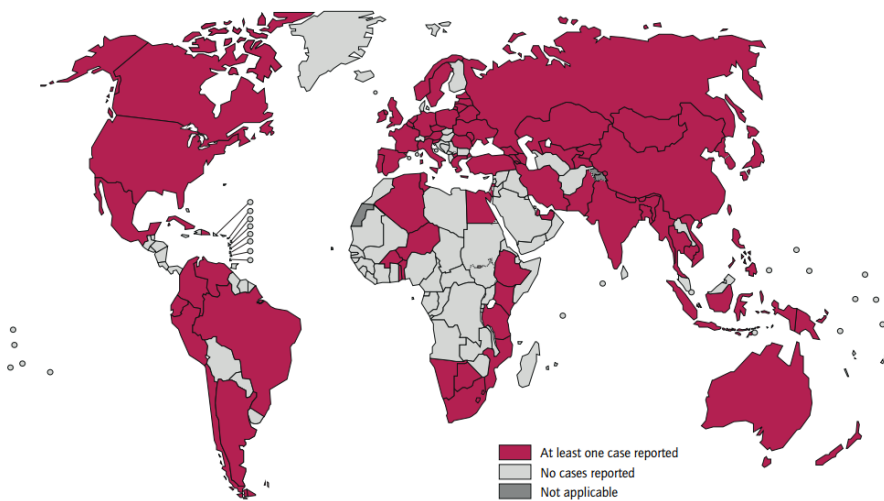 At least one case reported
No cases reported
Not applicable